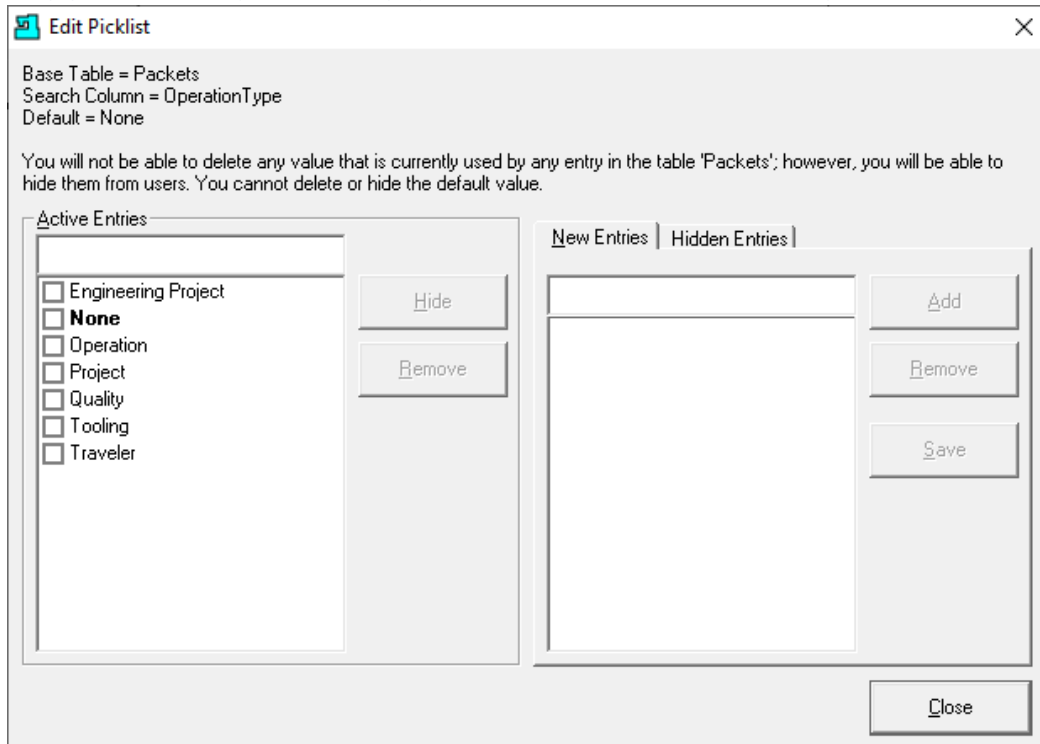 Edit Picklist
Base Table = Packets
Search Column = OperationType
Default = None
You will not be able to delete any value that is currently used by any entry in the table 'Packets'; however, you will be able to
hide them from users. You cannot delete or hide the default value.
Active Entries
Engineering Project
None
Operation
Project
Quality
Tooling
Traveler
Hide
Remove
New Entries
Hidden Entries
Add
Remove
Save
Close